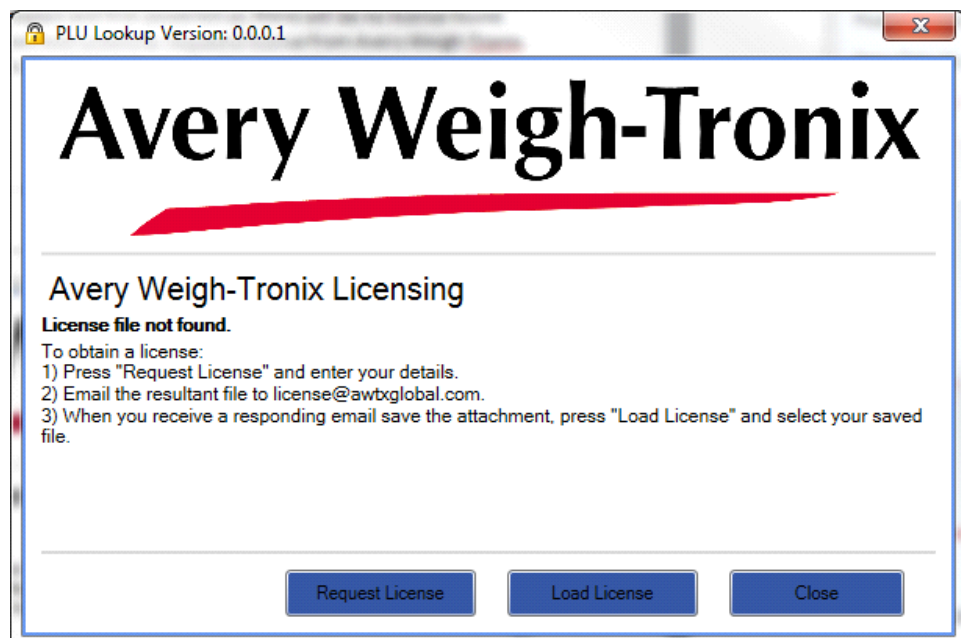 PLU Lookup Version: 0.0.0.1
Avery Weigh-Tronix
Avery Weigh-Tronix Licensing
License file not found.
To obtain a license:
1) Press "Request License" and enter your details.
2) Email the resultant file to license@awtxglobal.com.
3) When you receive a responding email save the attachment, press "Load License" and select your saved
file.
Request License
Load License
Close